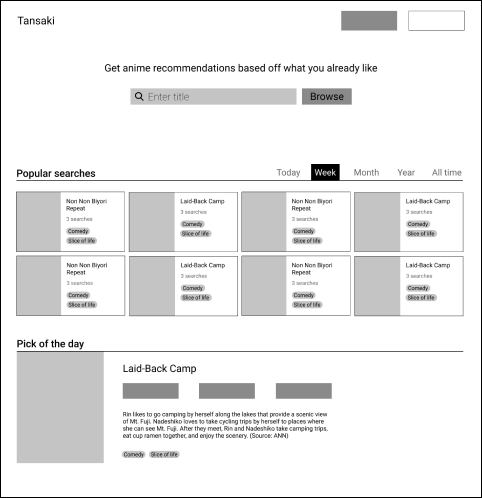 Tansaki
Get anime recommendations based off what you already like
Enter title
Browse
Popular searches
Today
Week
Month
Year
All time
Non Non Biyori
Repeat
3 searches
Comedy
Slice of life
Laid-Back Camp
3 searches
Comedy
Slice of life
Non Non Biyori
Repeat
3 searches
Comedy
Slice of life
Laid-Back Camp
3 searches
Comedy
Slice of life
Non Non Biyori
Repeat
3 searches
Comedy
Slice of life
Laid-Back Camp
3 searches
Comedy
Slice of life
Non Non Biyori
Repeat
3 searches
Comedy
Slice of life
Laid-Back Camp
3 searches
Comedy
Slice of life
Pick of the day
Laid-Back Camp
Rin likes to go camping by herself along the lakes that provide a scenic view
of Mt. Fuji. Nadeshiko loves to take cycling trips by herself to places where
she can see Mt. Fuji. After they meet, Rin and Nadeshiko take camping trips,
eat cup ramen together, and enjoy the scenery. (Source: ANN)
Comedy
Slice of life